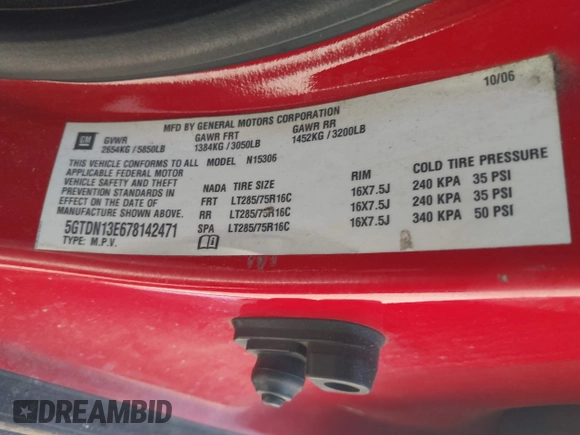 10/06
MFD BY GENERAL MOTORS CORPORATION
GM GVWR GAWR FRT GAWR RR
2654KG / 5850LB 1384KG / 3050LB 1452KG / 3200LB
THIS VEHICLE CONFORMS TO ALL MODEL N15306
APPLICABLE FEDERAL MOTOR
VEHICLE SAFETY AND THEFT
PREVENTION STANDARDS IN
EFFECT ON THE DATE OF
MANUFACTURE SHOWN ABOVE.
5GTDN13E678142471
TYPE: M.P.V.
NADA TIRE SIZE RIM COLD TIRE PRESSURE
FRT LT285/75R16C 16X7.5J 240 KPA 35 PSI
RR LT285/75R16C 16X7.5J 240 KPA 35 PSI
SPA LT285/75R16C 16X7.5J 340 KPA 50 PSI
DREAMBID